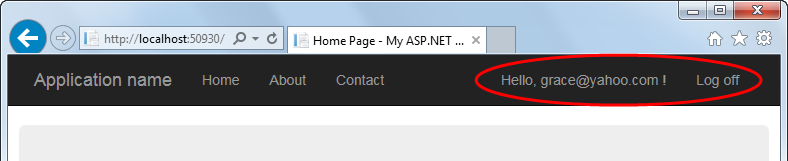 http://localhost:50930/
Home Page - My ASP.NET ...
Application name Home About Contact Hello, grace@yahoo.com ! Log off